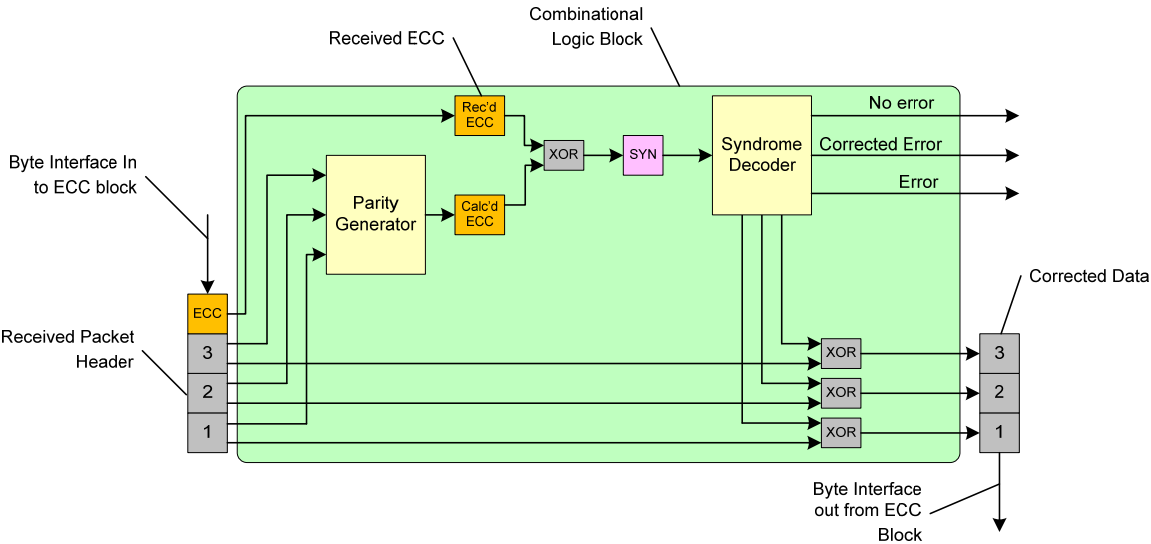 Combinational
Logic Block
Received ECC
Rec'd
ECC
No error
XOR
SYN
Syndrome
Decoder
Corrected Error
Byte Interface In
to ECC block
Error
Parity
Generator
Calc'd
ECC
Corrected Data
ECC
Received Packet
Header
3
XOR
3
2
XOR
2
1
XOR
1
Byte Interface
out from ECC
Block